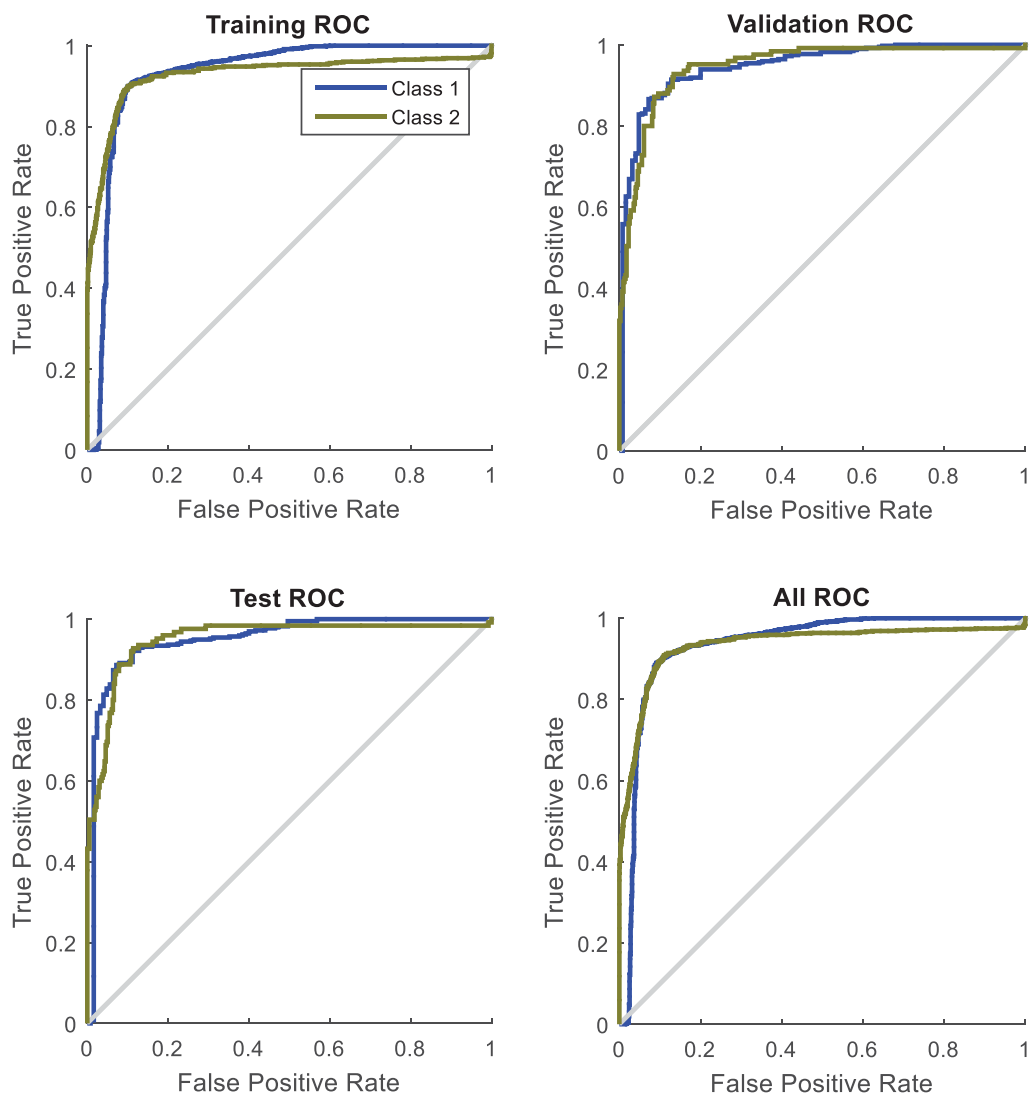 Training ROC
1
0.8
0.6
0.4
0.2
0
True Positive Rate
Class 1
Class 2
0 0.2 0.4 0.6 0.8 1
False Positive Rate
Validation ROC
1
0.8
0.6
0.4
0.2
0
True Positive Rate
0 0.2 0.4 0.6 0.8 1
False Positive Rate
Test ROC
1
0.8
0.6
0.4
0.2
0
True Positive Rate
0 0.2 0.4 0.6 0.8 1
False Positive Rate
All ROC
1
0.8
0.6
0.4
0.2
0
True Positive Rate
0 0.2 0.4 0.6 0.8 1
False Positive Rate